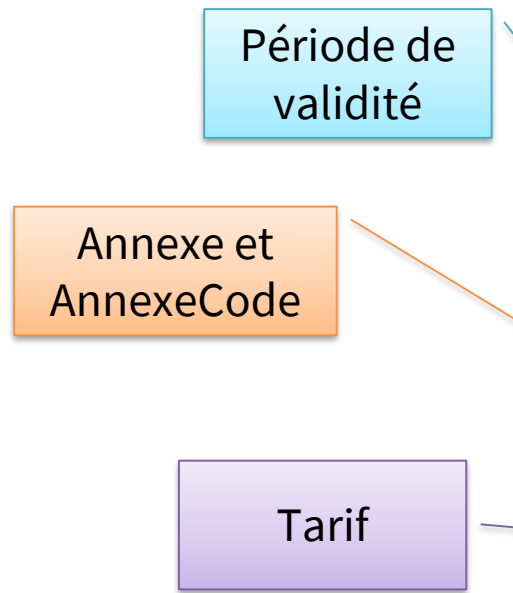 Période de
validité
Annexe et
AnnexeCode
Tarif